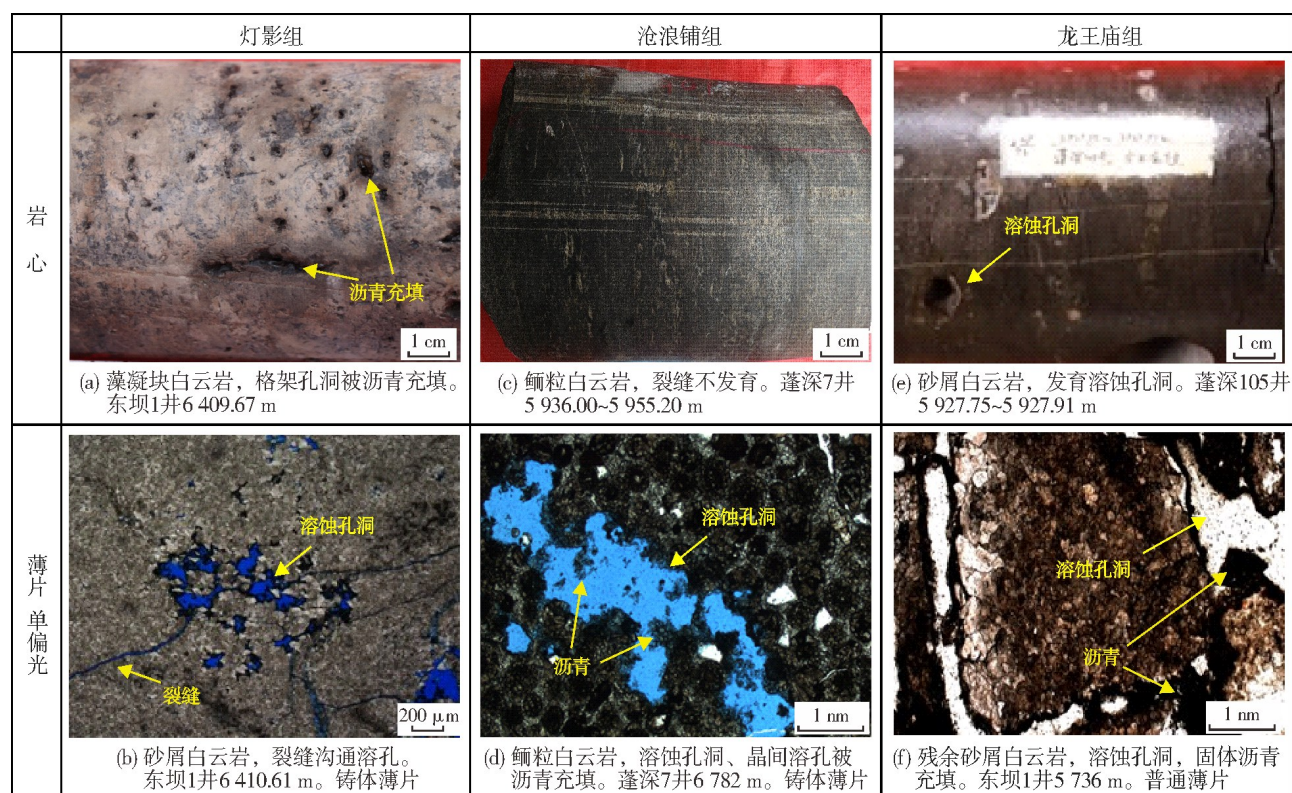 灯影组
沧浪铺组
龙王庙组
岩
心
沥青充填
1 cm
(a) 藻凝块白云岩，格架孔洞被沥青充填。
东坝1井6 409.67 m
1 cm
(c) 鲕粒白云岩，裂缝不发育。蓬深7井
5 936.00~5 955.20 m
溶蚀孔洞
1 cm
(e) 砂屑白云岩，发育溶蚀孔洞。蓬深105井
5 927.75~5 927.91 m
薄
片
单
偏
光
溶蚀孔洞
裂缝
200 μm
(b) 砂屑白云岩，裂缝沟通溶孔。
东坝1井6 410.61 m。铸体薄片
溶蚀孔洞
沥青
1 nm
(d) 鲕粒白云岩，溶蚀孔洞、晶间溶孔被
沥青充填。蓬深7井6 782 m。铸体薄片
溶蚀孔洞
沥青
1 nm
(f) 残余砂屑白云岩，溶蚀孔洞，固体沥青
充填。东坝1井5 736 m。普通薄片